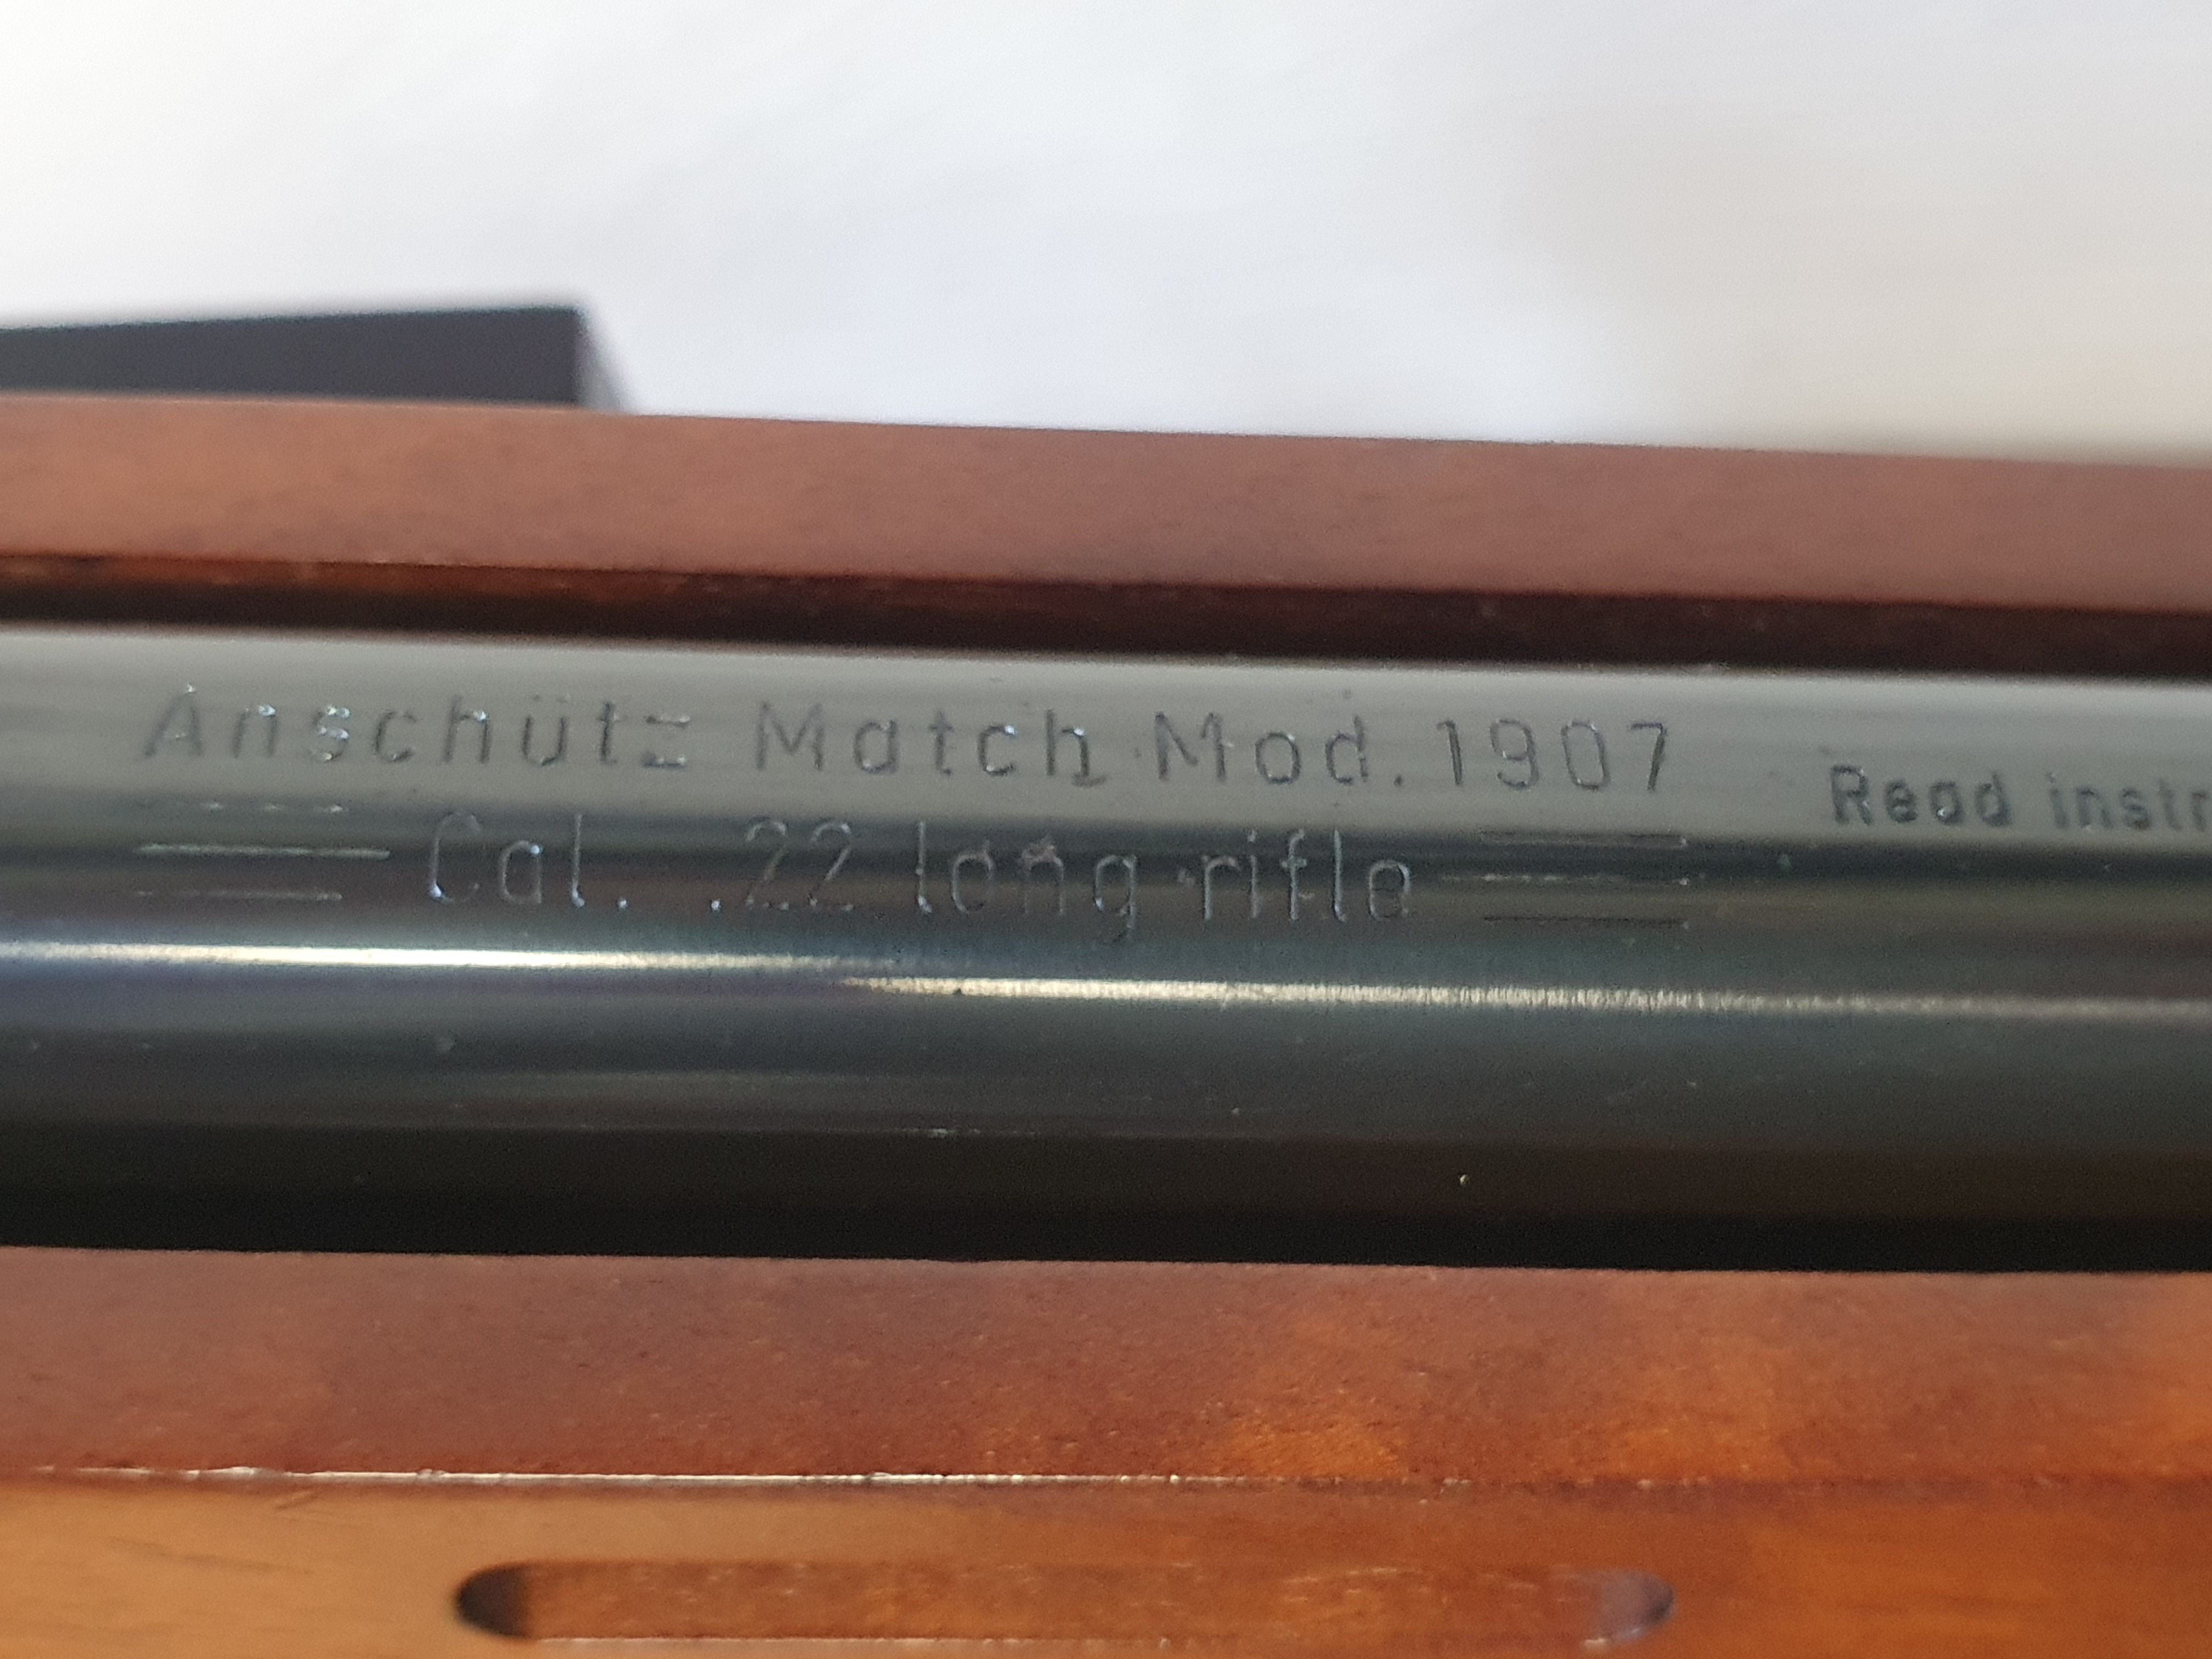 Anschütz Match Mod. 1907
Cal. .22 long rifle
Read